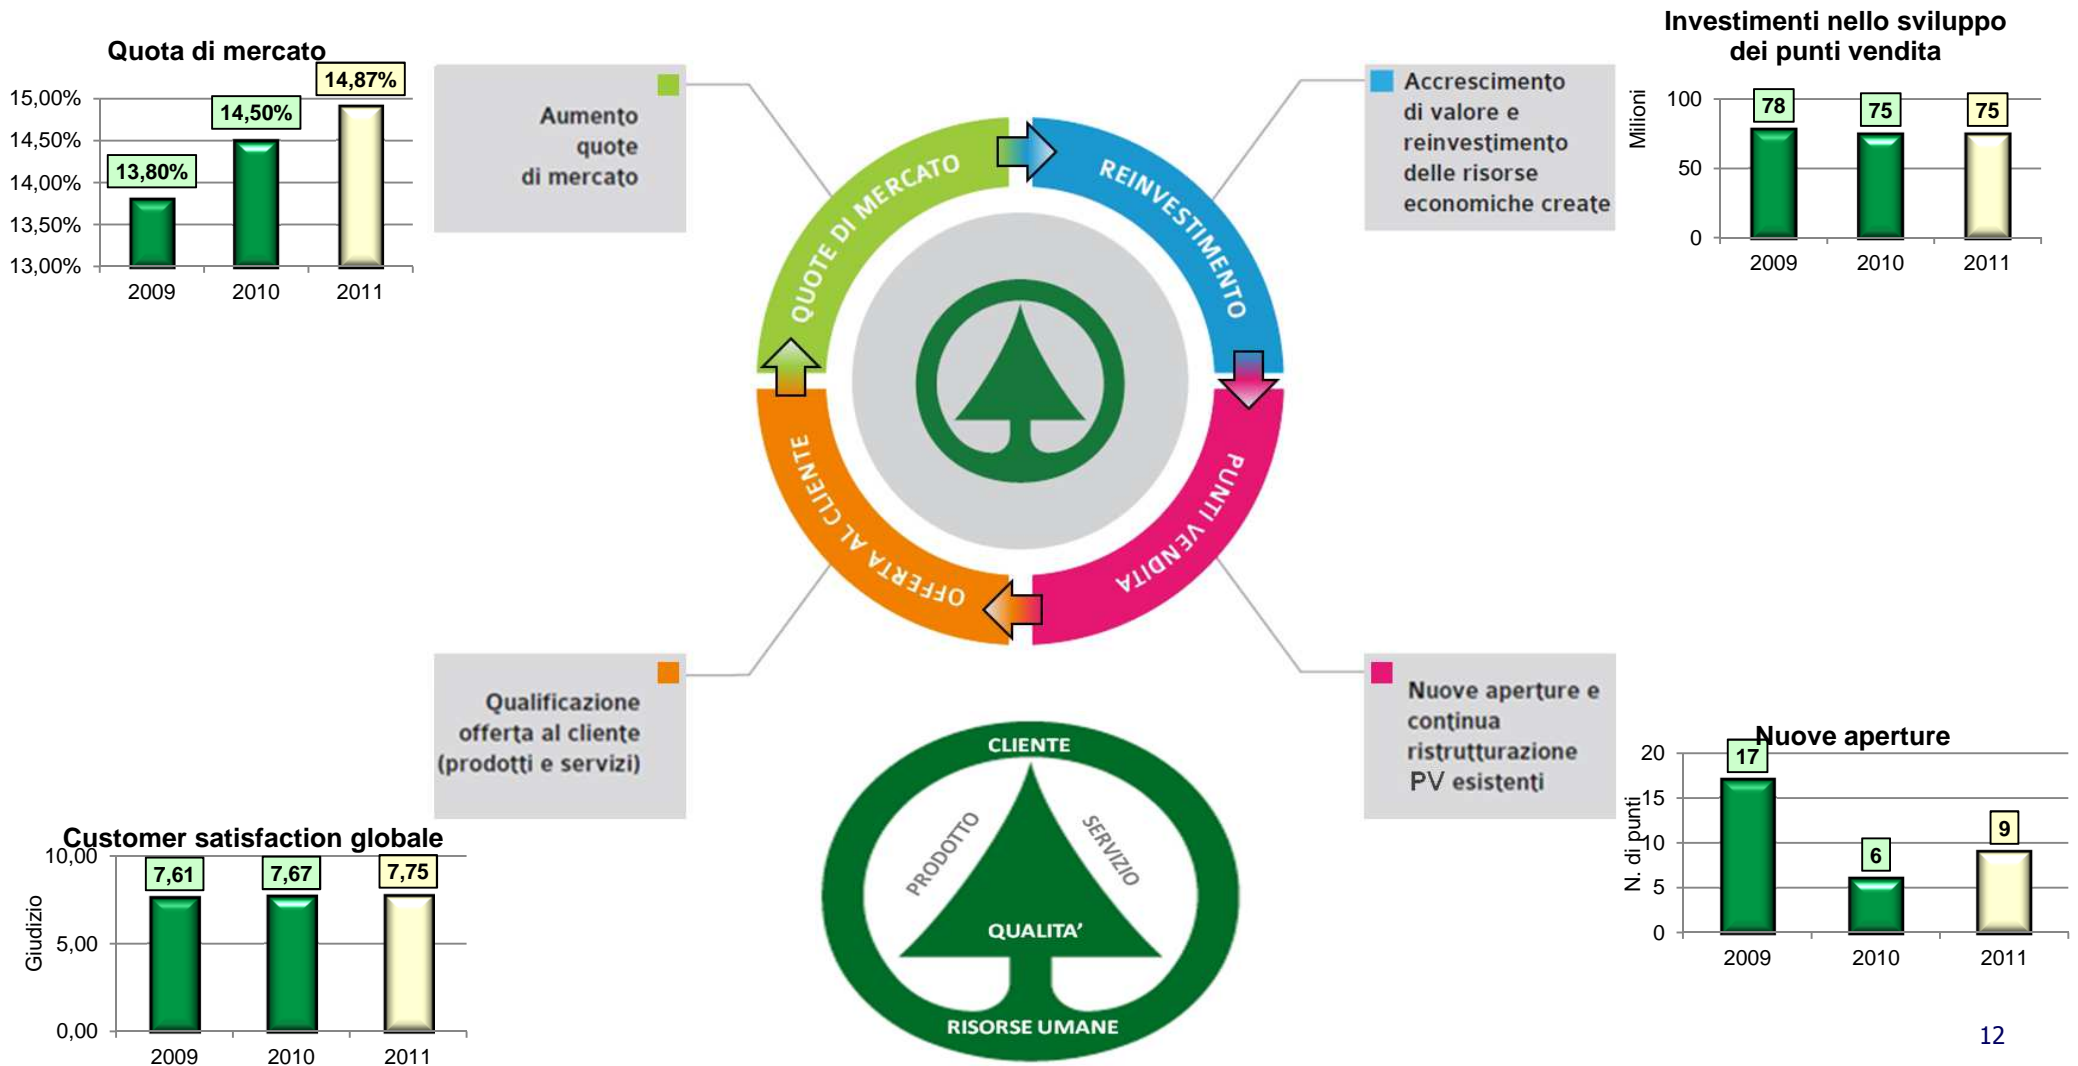 Quota di mercato
14,87%
14,50%
13,80%
15,00%
14,50%
14,00%
13,50%
13,00%
2009 2010 2011
Aumento
quote
di mercato
QUOTE DI MERCATO
REINVESTIMENTO
PUNTI VENDITA
OFFERTA AL CLIENTE
Accrescimento
di valore e
reinvestimento
delle risorse
economiche create
Investimenti nello sviluppo
dei punti vendita
Milioni
100
50
0
78 75 75
2009 2010 2011
Qualificazione
offerta al cliente
(prodotti e servizi)
Customer satisfaction globale
Giudizio
10,00
5,00
0,00
7,61 7,67 7,75
2009 2010 2011
CLIENTE
PRODOTTO
SERVIZIO
QUALITA’
RISORSE UMANE
Nuove aperture e
continua
ristrutturazione
PV esistenti
Nuove aperture
N. di punti
20
15
10
5
0
17
6
9
2009 2010 2011
12